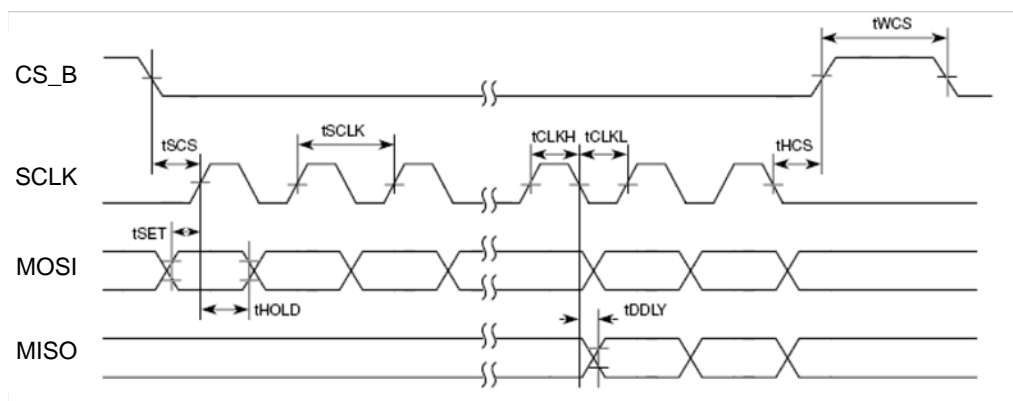 tWCS
CS_B
tSCLK
tCLKH tCLKL
tSCS
tHCS
SCLK
tSET
MOSI
tHOLD
tDDLY
MISO